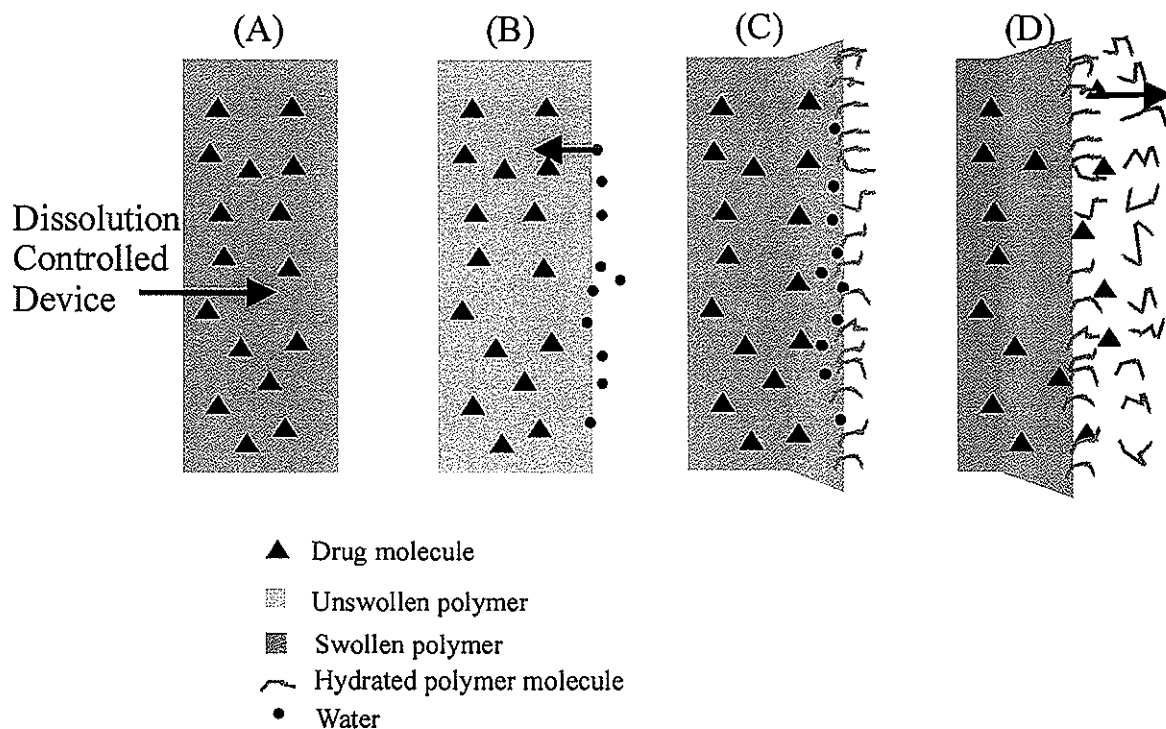 (A)
(B)
(C)
(D)
Dissolution
Controlled
Device
Drug molecule
Unswollen polymer
Swollen polymer
Hydrated polymer molecule
Water